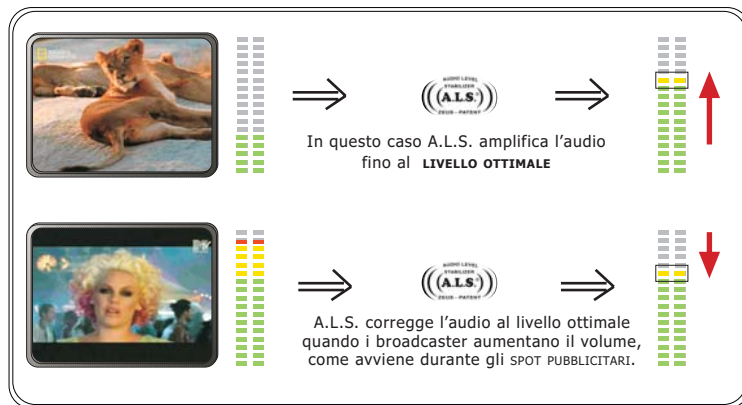 AUDIO LEVEL
STABILIZER
((A.L.S.))
ZEUS - PATENT
In questo caso A.L.S. amplifica l'audio
fino al LIVELLO OTTIMALE
AUDIO LEVEL
STABILIZER
((A.L.S.))
ZEUS - PATENT
A.L.S. corregge l'audio al livello ottimale
quando i broadcaster aumentano il volume,
come avviene durante gli SPOT PUBBLICITARI.